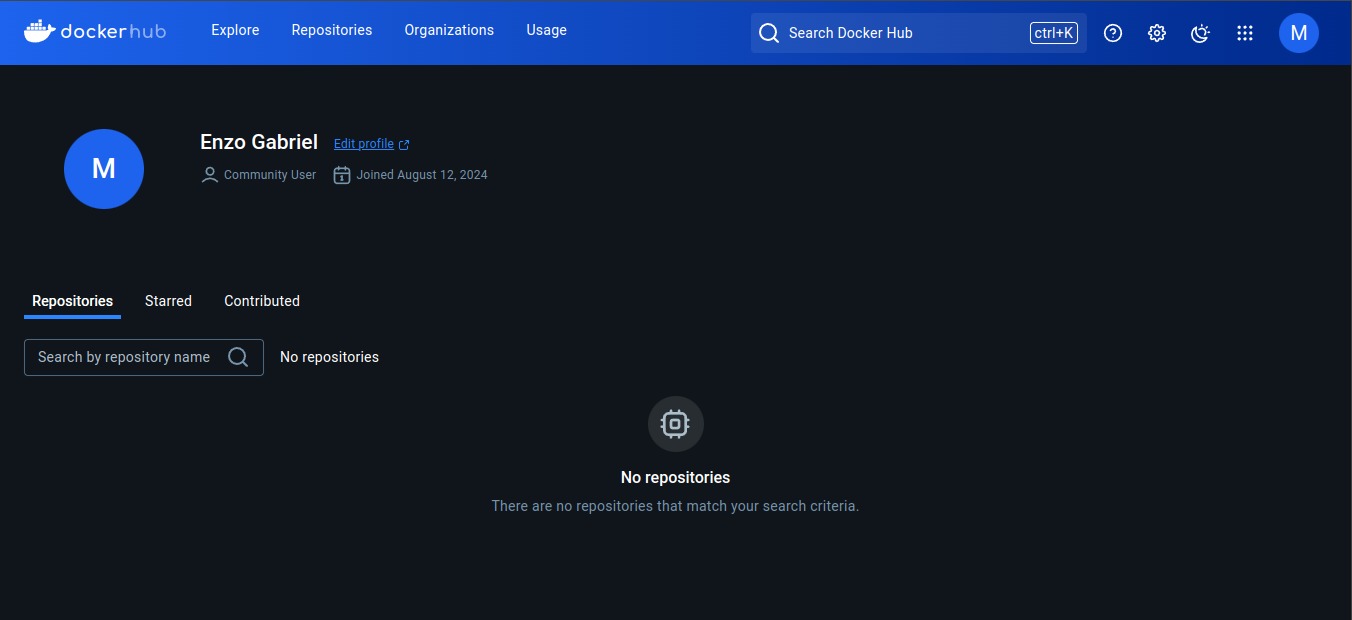 dockerhub Explore Repositories Organizations Usage Search Docker Hub ctrl+K M
M
Enzo Gabriel Edit profile
Community User 1 Joined August 12, 2024
Repositories Starred Contributed
Search by repository name No repositories
No repositories
There are no repositories that match your search criteria.